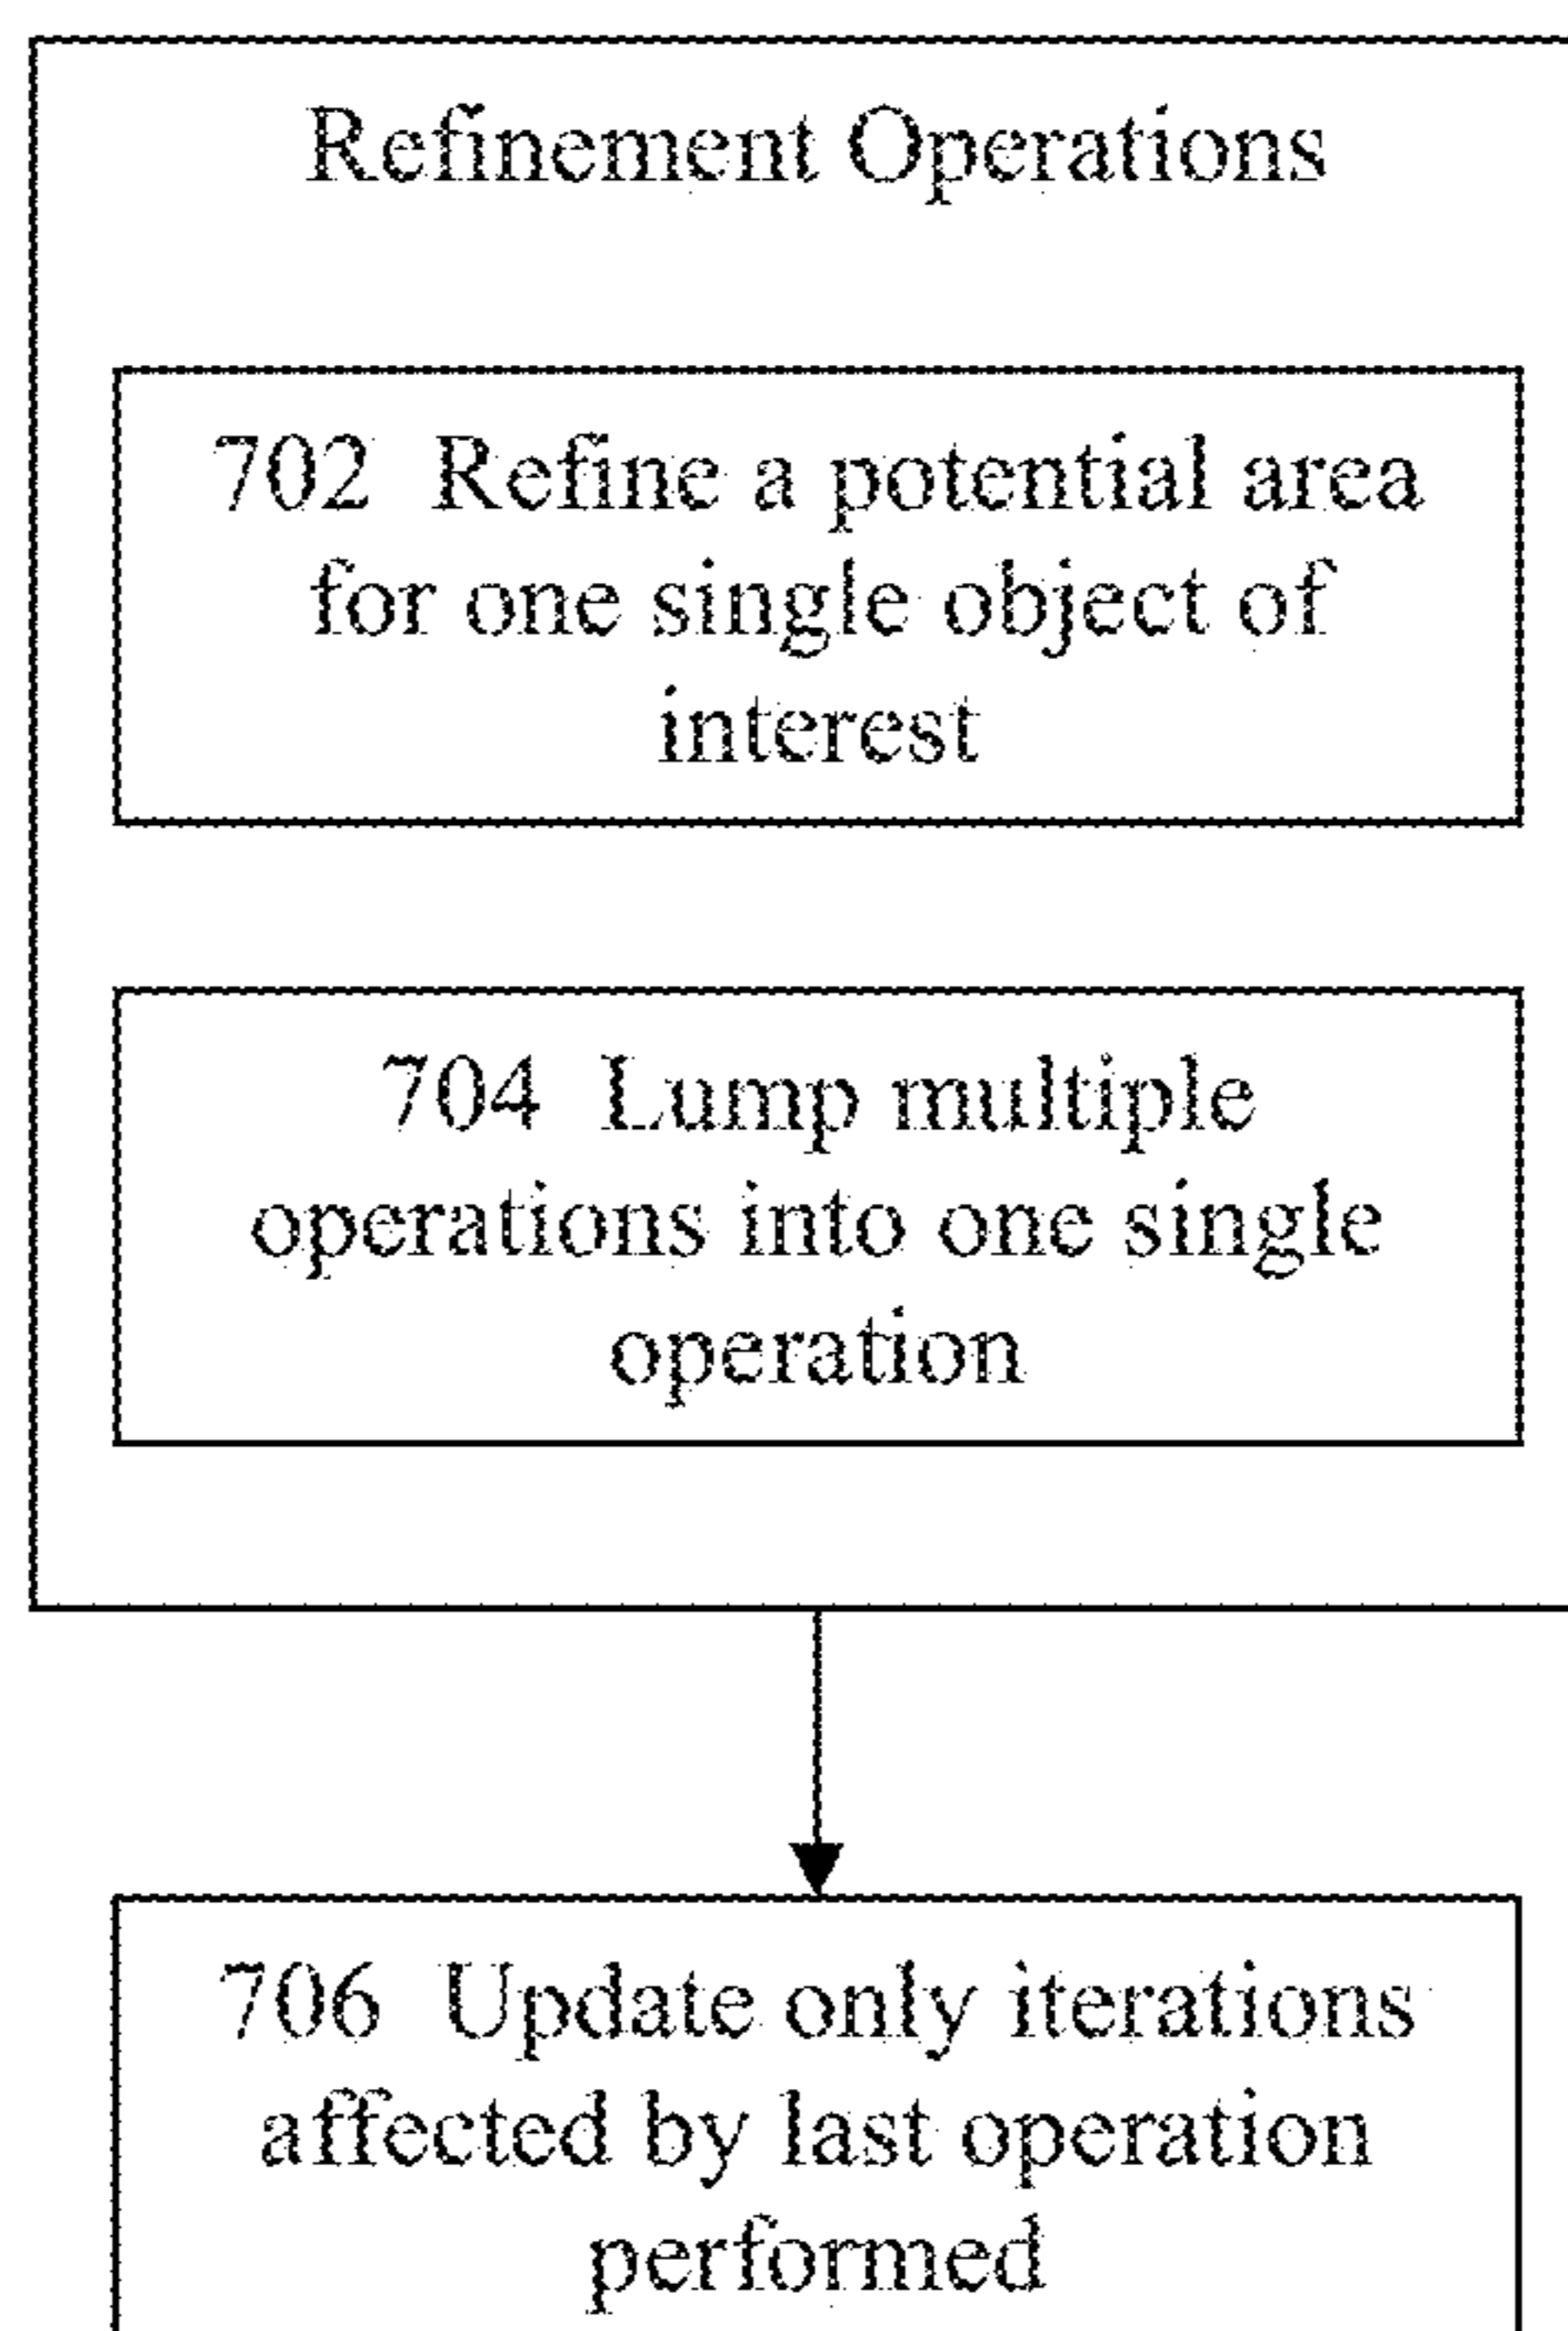 Refinement Operations
702 Refine a potential area
for one single object of
interest
704 Lump multiple
operations into one single
operation
706 Update only iterations
affected by last operation
performed